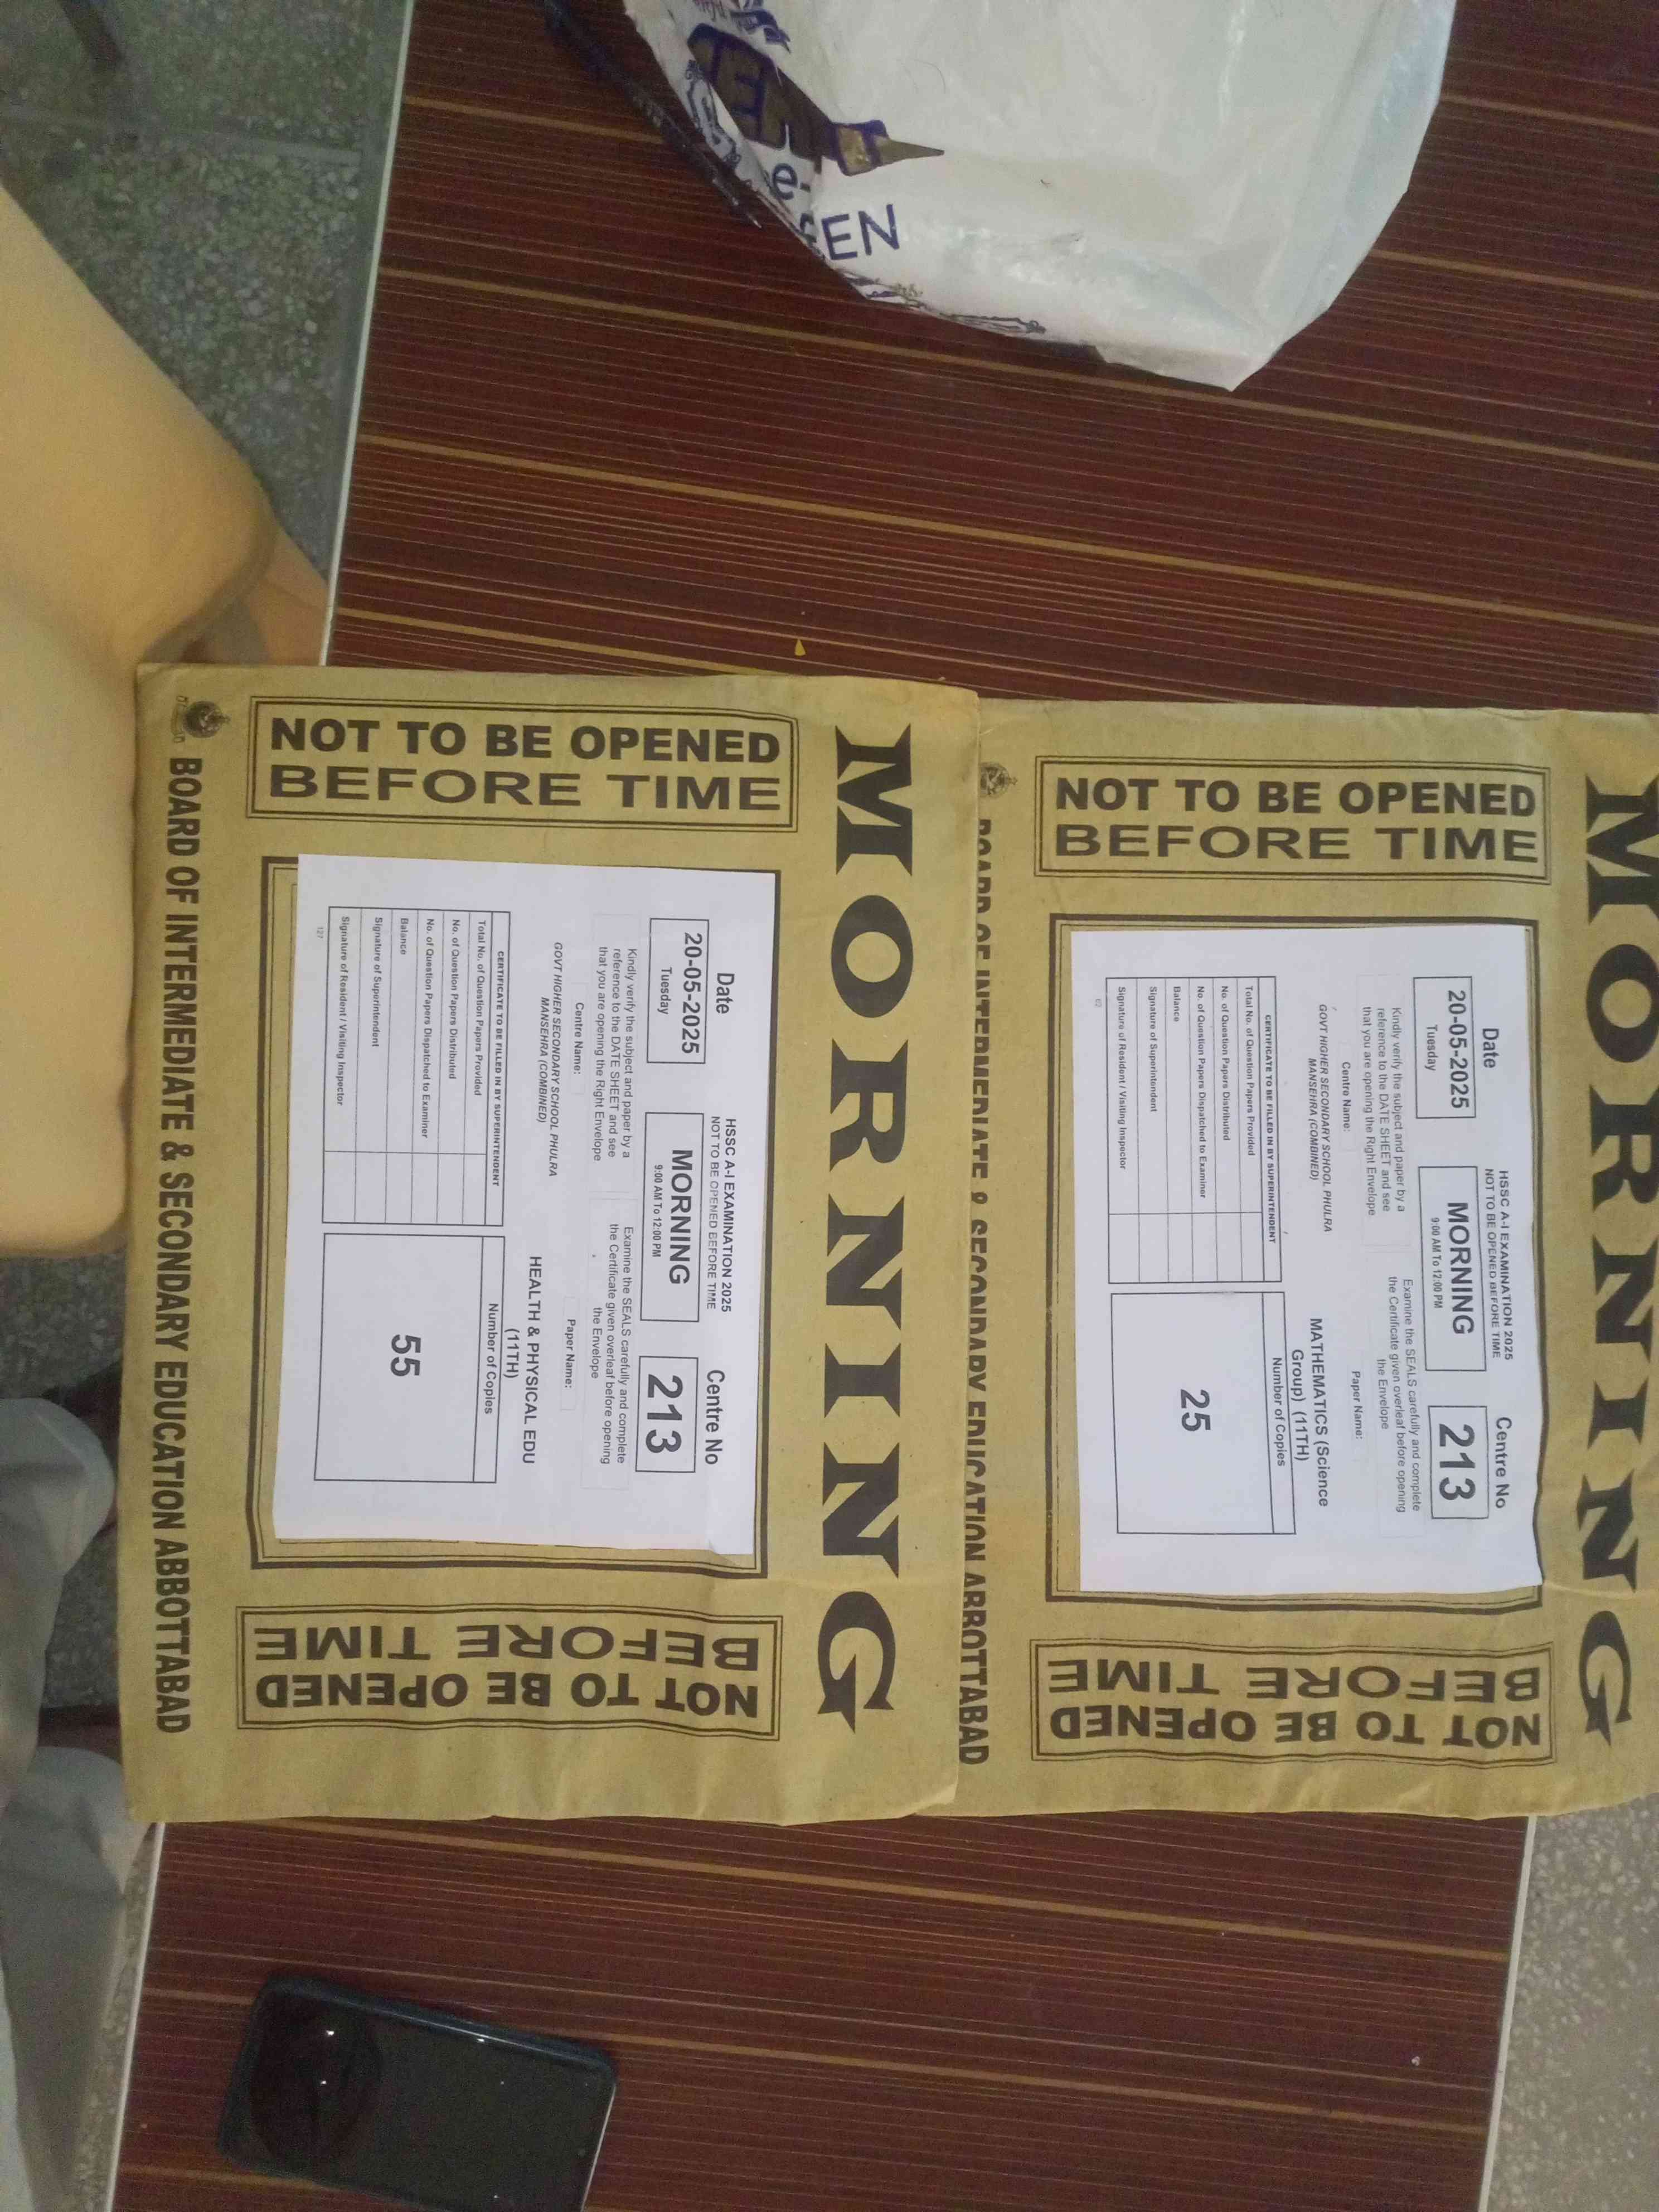 EN
MORNING
NOT TO BE OPENED
BEFORE TIME
Date
20-05-2025
Tuesday
HSSC A-I EXAMINATION 2025
NOT TO BE OPENED BEFORE TIME
MORNING
9:00 AM To 12:00 PM
Centre No
213
Kindly verify the subject and paper by a
reference to the DATE SHEET and see
that you are opening the Right Envelope
Examine the SEALS carefully and complete
the Certificate given overleaf before opening
the Envelope
Centre Name:
GOVT HIGHER SECONDARY SCHOOL PHULRA
MANSEHRA (COMBINED)
Paper Name:
MATHEMATICS (Science
Group) (11TH)
CERTIFICATE TO BE FILLED IN BY SUPERINTENDENT
Total No. of Question Papers Provided
No. of Question Papers Distributed
No. of Question Papers Dispatched to Examiner
Balance
Signature of Superintendent
Signature of Resident / Visiting Inspector
Number of Copies
25
62
NOT TO BE OPENED
BEFORE TIME
BOARD OF INTERMEDIATE & SECONDARY EDUCATION ABBOTTABAD
MORNING
NOT TO BE OPENED
BEFORE TIME
Date
20-05-2025
Tuesday
HSSC A-I EXAMINATION 2025
NOT TO BE OPENED BEFORE TIME
MORNING
9:00 AM To 12:00 PM
Centre No
213
Kindly verify the subject and paper by a
reference to the DATE SHEET and see
that you are opening the Right Envelope
Examine the SEALS carefully and complete
the Certificate given overleaf before opening
the Envelope
Centre Name:
GOVT HIGHER SECONDARY SCHOOL PHULRA
MANSEHRA (COMBINED)
Paper Name:
HEALTH & PHYSICAL EDU
(11TH)
CERTIFICATE TO BE FILLED IN BY SUPERINTENDENT
Total No. of Question Papers Provided
No. of Question Papers Distributed
No. of Question Papers Dispatched to Examiner
Balance
Signature of Superintendent
Signature of Resident / Visiting Inspector
Number of Copies
55
127
NOT TO BE OPENED
BEFORE TIME
BOARD OF INTERMEDIATE & SECONDARY EDUCATION ABBOTTABAD